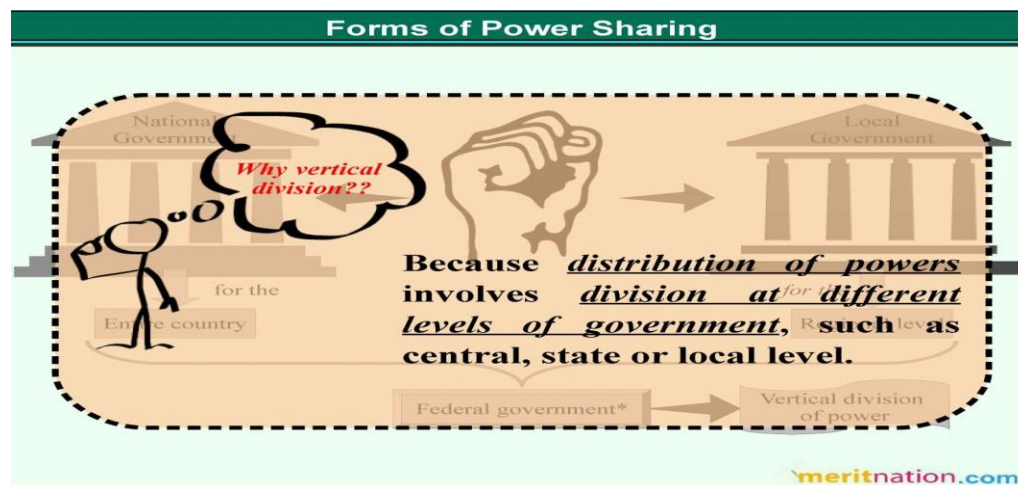 Forms of Power Sharing
National
Government
Local
Government
Why vertical
division??
Because distribution of powers
involves division at different
levels of government, such as
central, state or local level.
for the
for the
Entire country
Regional level
Federal government*
Vertical division
of power
meritnation.com